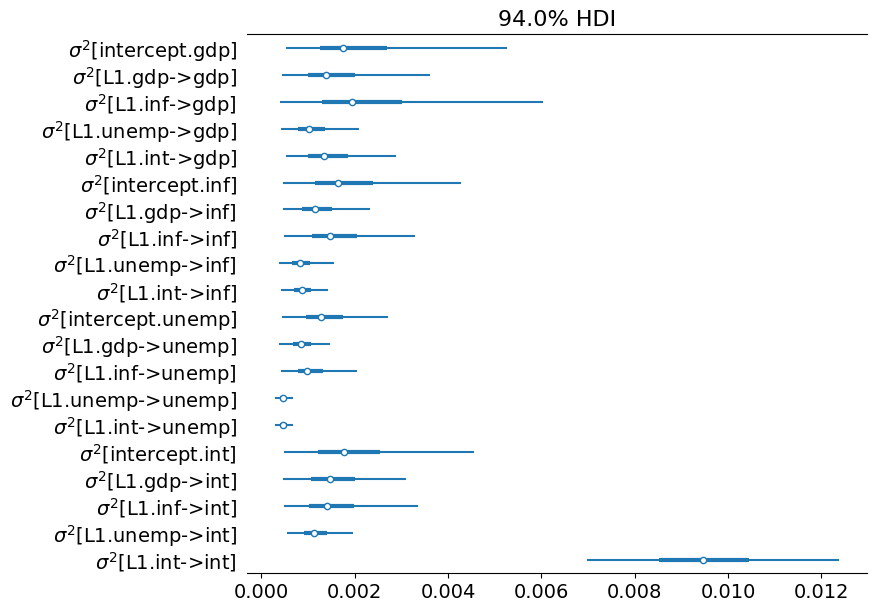 94.0% HDI
σ²[intercept.gdp]
σ²[L1.gdp->gdp]
σ²[L1.inf->gdp]
σ²[L1.unemp->gdp]
σ²[L1.int->gdp]
σ²[intercept.inf]
σ²[L1.gdp->inf]
σ²[L1.inf->inf]
σ²[L1.unemp->inf]
σ²[L1.int->inf]
σ²[intercept.unemp]
σ²[L1.gdp->unemp]
σ²[L1.inf->unemp]
σ²[L1.unemp->unemp]
σ²[L1.int->unemp]
σ²[intercept.int]
σ²[L1.gdp->int]
σ²[L1.inf->int]
σ²[L1.unemp->int]
σ²[L1.int->int]
0.000 0.002 0.004 0.006 0.008 0.010 0.012